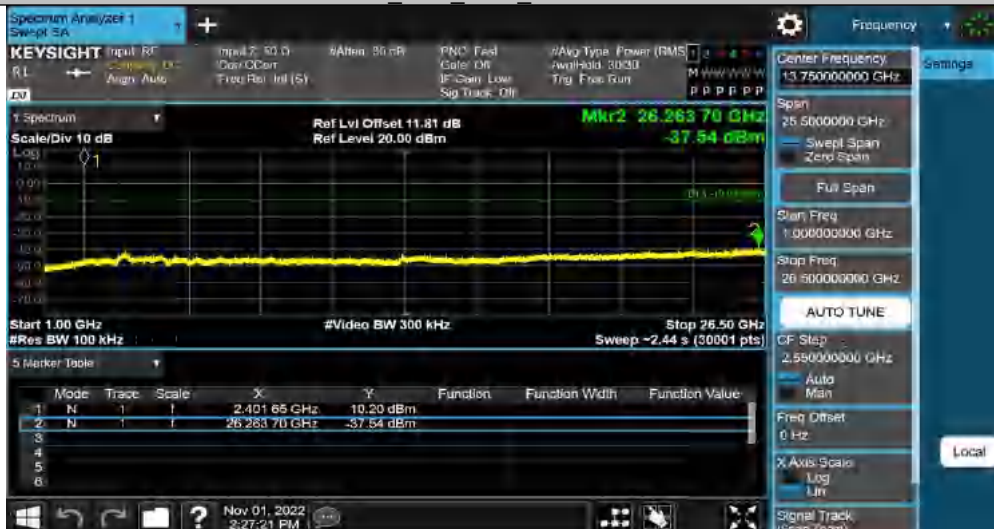 Spectrum Analyzer 1
Swept SA
+
Frequency
KEYSIGHT Input: RF
RL
Align: Auto
Input Z: 50 Ω
Corr CCorr
Freq Ref: Int (S)
#Atten: 30 dB
PNO: Fast
Gate: Off
IF Gain: Low
Sig Track: Off
#Avg Type: Power (RMS
Avg|Hold: 30/30
Trig: Free Run
M
P P P P P P
Center Frequency
13.750000000 GHz
Settings
Span
25.5000000 GHz
Swept Span
Zero Span
Full Span
Start Freq
1.000000000 GHz
Stop Freq
26.500000000 GHz
AUTO TUNE
CF Step
2.550000000 GHz
Auto
Man
Freq Offset
0 Hz
X Axis Scale
Log
Lin
Signal Track
Local
1 Spectrum
Scale/Div 10 dB
Ref Lvl Offset 11.81 dB
Ref Level 20.00 dBm
Mkr2 26.263 70 GHz
-37.54 dBm
Log
1
2
Start 1.00 GHz
#Video BW 300 kHz
Stop 26.50 GHz
#Res BW 100 kHz
Sweep ~2.44 s (30001 pts)
5 Marker Table
Mode Trace Scale X Y Function Function Width Function Value
1 N 1 f 2.401 65 GHz 10.20 dBm
2 N 1 f 26.263 70 GHz -37.54 dBm
3
4
5
6
?
Nov 01, 2022
2:27:21 PM